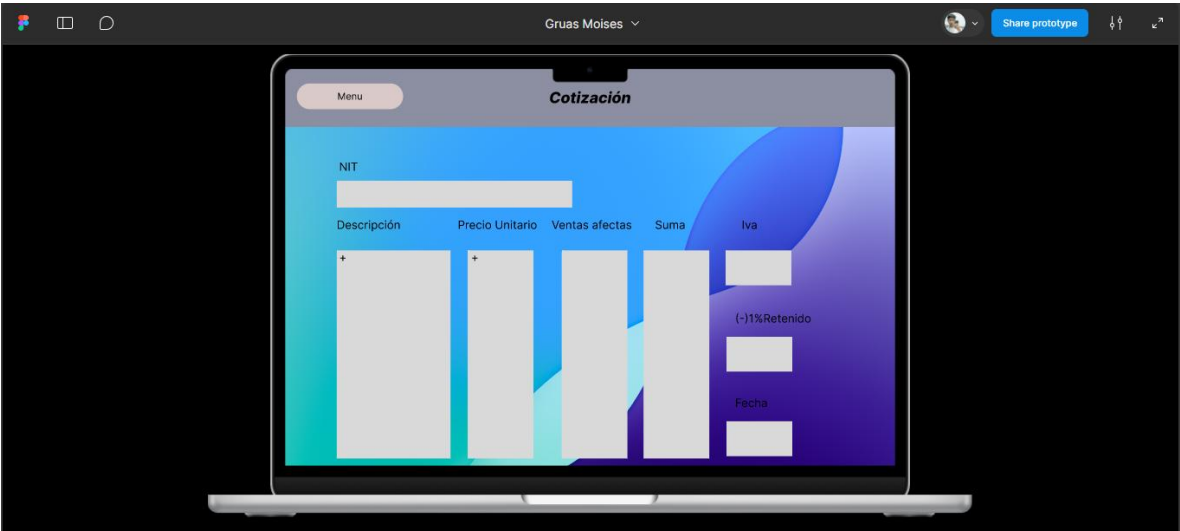 Gruas Moises
Share prototype
Menu
Cotización
NIT
Descripción Precio Unitario Ventas afectas Suma Iva
+ +
(-)1%Retenido
Fecha